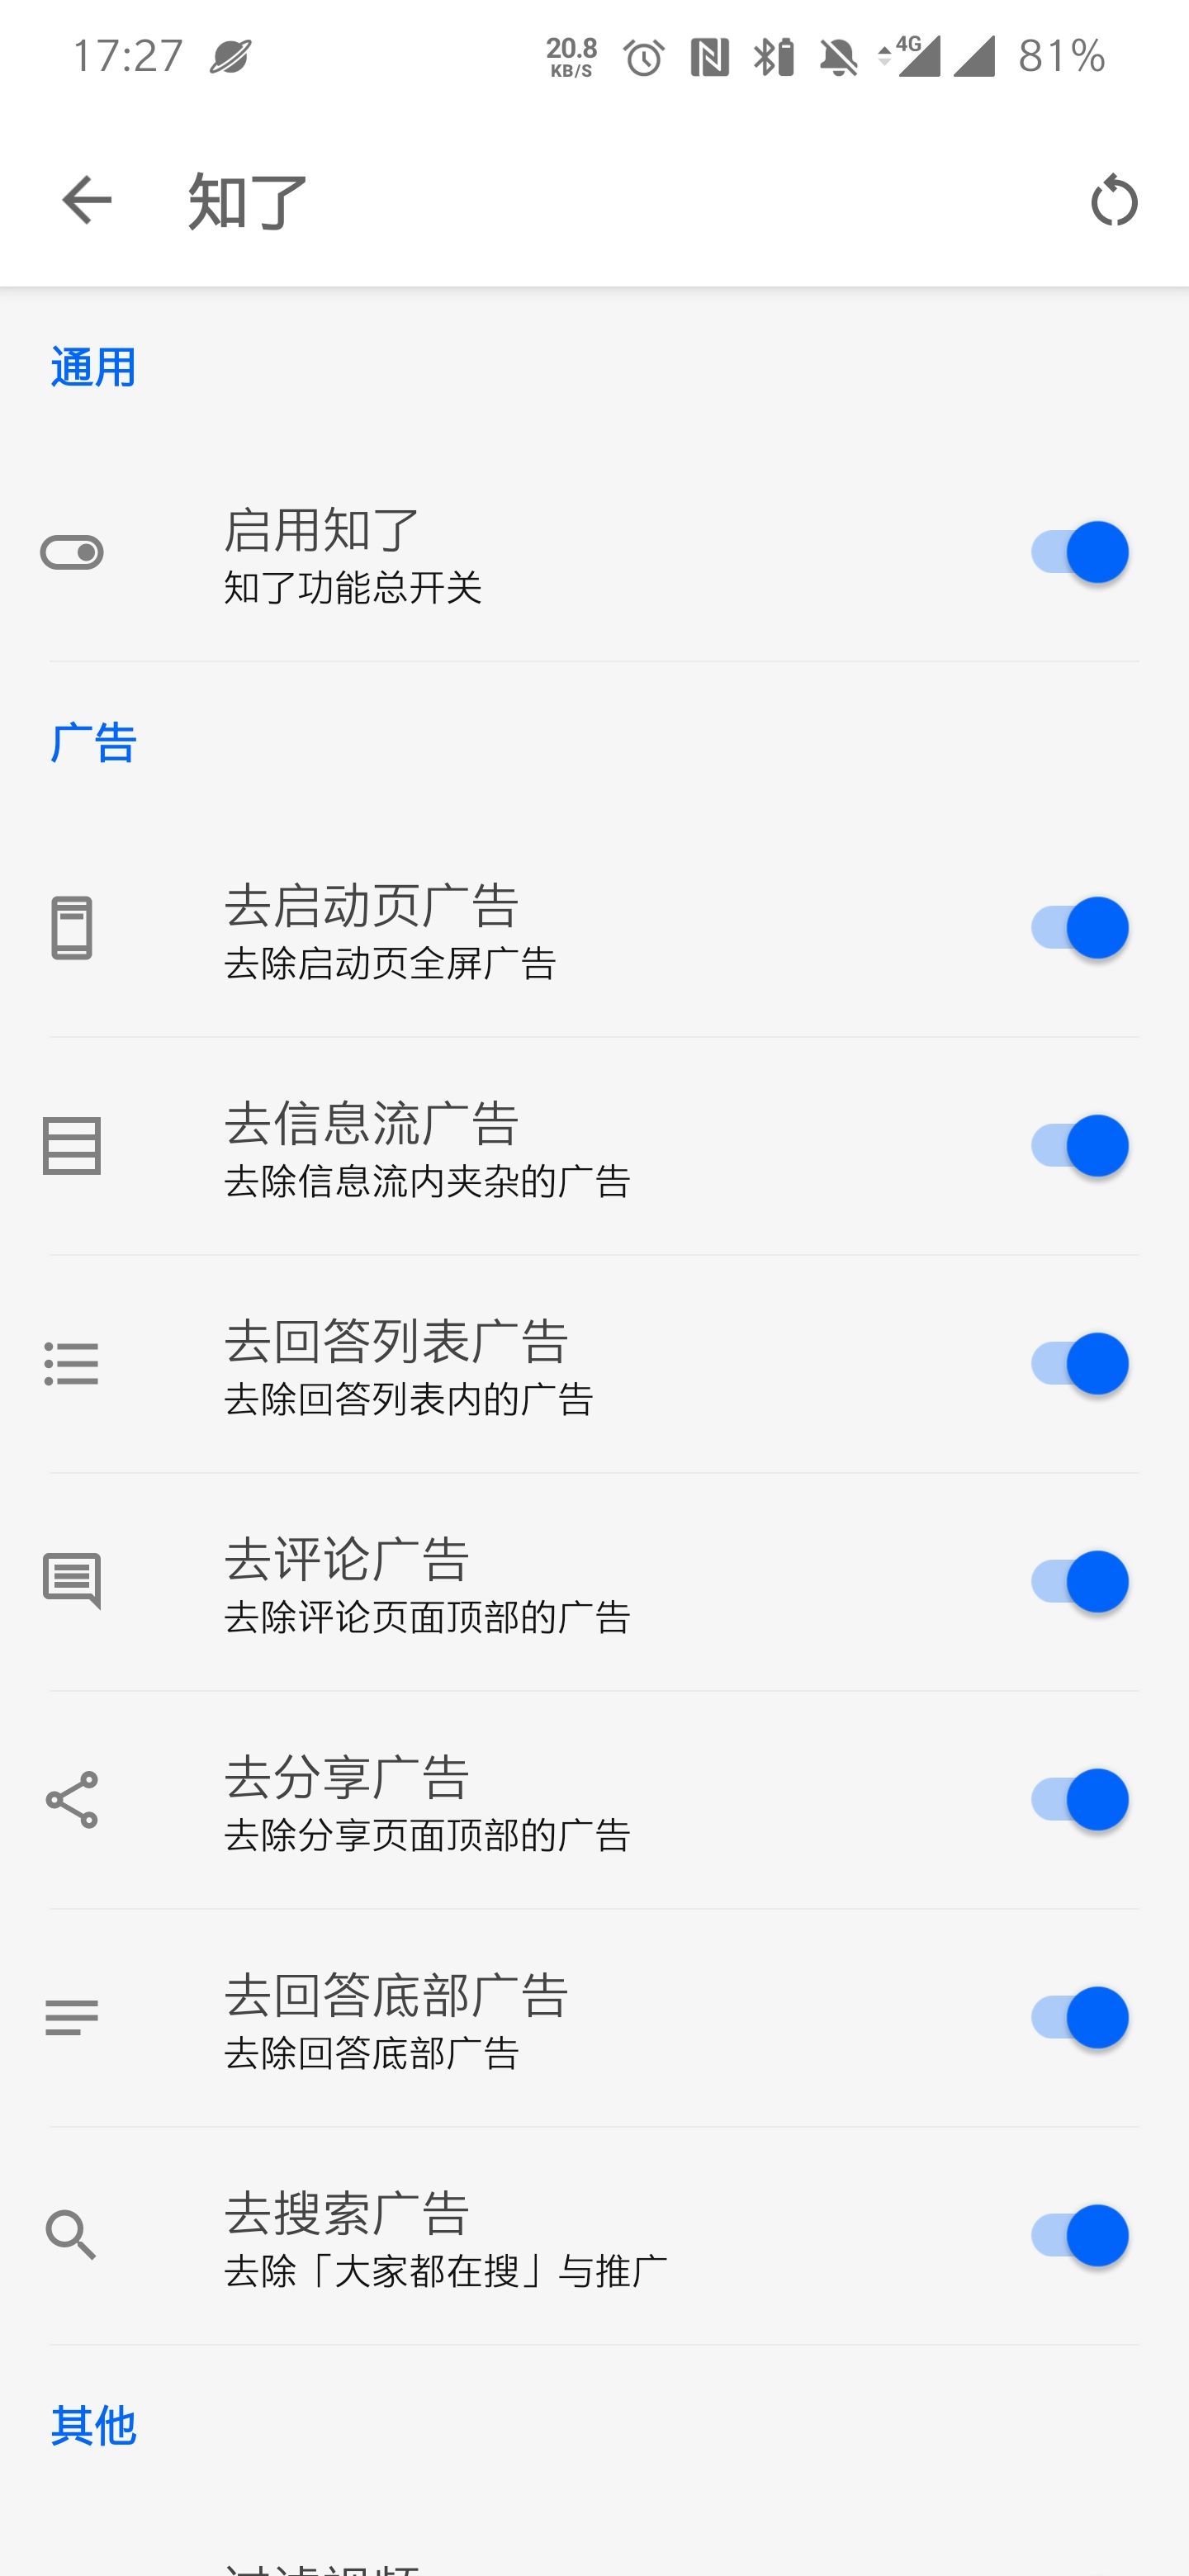 17:27
20.8
KB/S
4G
81%
知了
通用
启用知了
知了功能总开关
广告
去启动页广告
去除启动页全屏广告
去信息流广告
去除信息流内夹杂的广告
去回答列表广告
去除回答列表内的广告
去评论广告
去除评论页面顶部的广告
去分享广告
去除分享页面顶部的广告
去回答底部广告
去除回答底部广告
去搜索广告
去除「大家都在搜」与推广
其他
过滤视频